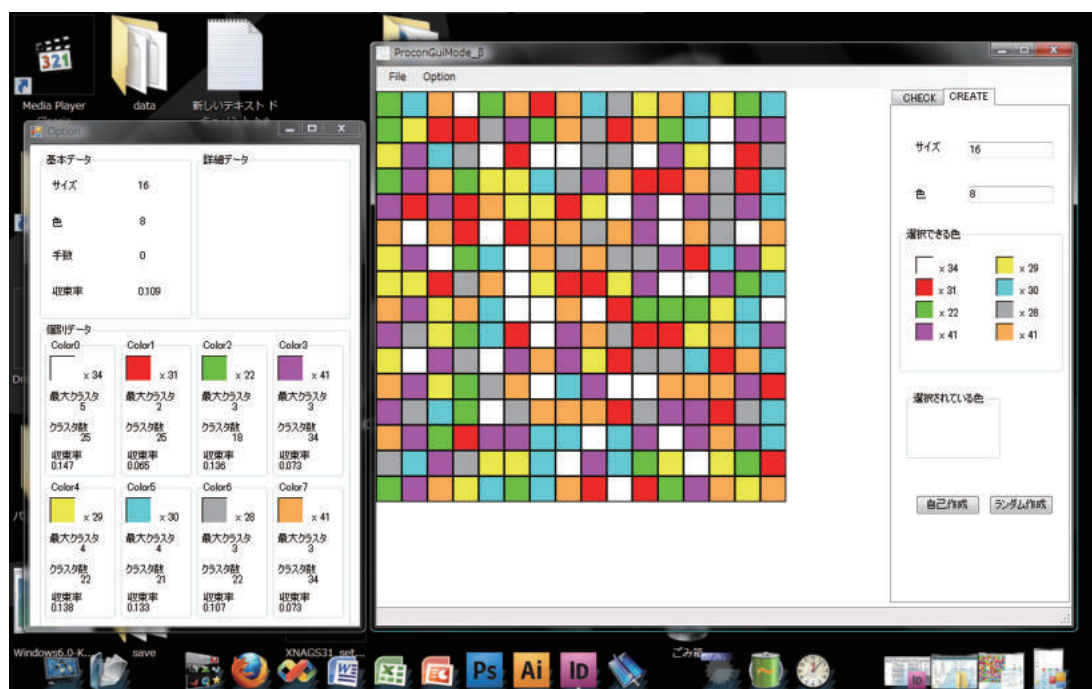 321
Media Player
data
新しいテキスト ド
Option
基本データ
詳細データ
サイズ 16
色 8
手数 0
収束率 0.109
個別データ
Color0 Color1 Color2 Color3
x 34 x 31 x 22 x 41
最大クラスタ 最大クラスタ 最大クラスタ 最大クラスタ
5 2 3 3
クラスタ数 クラスタ数 クラスタ数 クラスタ数
25 25 18 34
収束率 収束率 収束率 収束率
0.147 0.065 0.136 0.073
Color4 Color5 Color6 Color7
x 29 x 30 x 28 x 41
最大クラスタ 最大クラスタ 最大クラスタ 最大クラスタ
4 4 3 3
クラスタ数 クラスタ数 クラスタ数 クラスタ数
22 21 22 34
収束率 収束率 収束率 収束率
0.138 0.133 0.107 0.073
ProconGuiMode_β
File Option
CHECK CREATE
サイズ 16
色 8
選択できる色
x 34 x 29
x 31 x 30
x 22 x 28
x 41 x 41
選択されている色
自己作成 ランダム作成
Windows6.0-K...
save
XNAGS31_set...
ごみ箱
Ps
Ai
ID